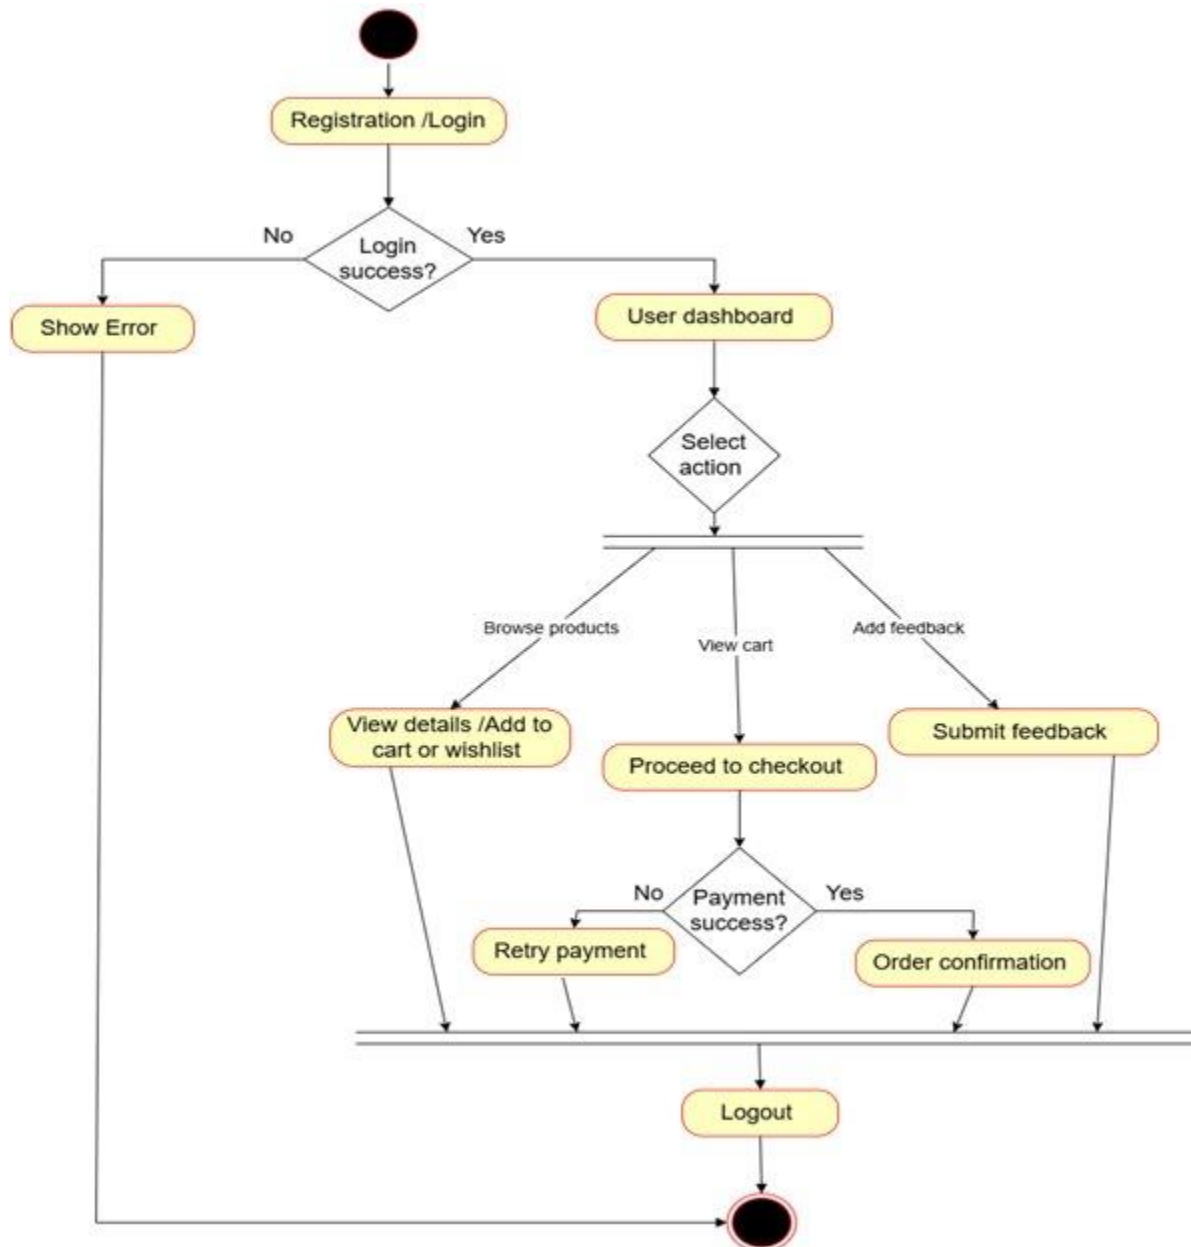 Registration /Login
No
Yes
Login
success?
Show Error
User dashboard
Select
action
Browse products
View cart
Add feedback
View details /Add to
cart or wishlist
Submit feedback
Proceed to checkout
No
Yes
Payment
success?
Retry payment
Order confirmation
Logout